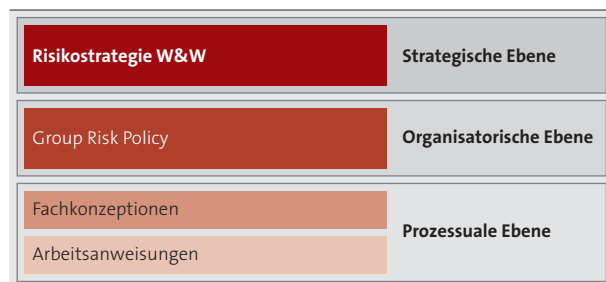 Risikostrategie W&W
Strategische Ebene
Group Risk Policy
Organisatorische Ebene
Fachkonzeptionen
Arbeitsanweisungen
Prozessuale Ebene